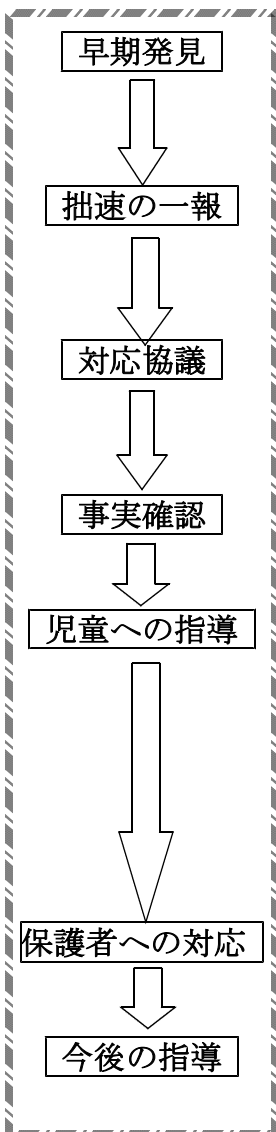 早期発見
拙速の一報
対応協議
事実確認
児童への指導
保護者への対応
今後の指導